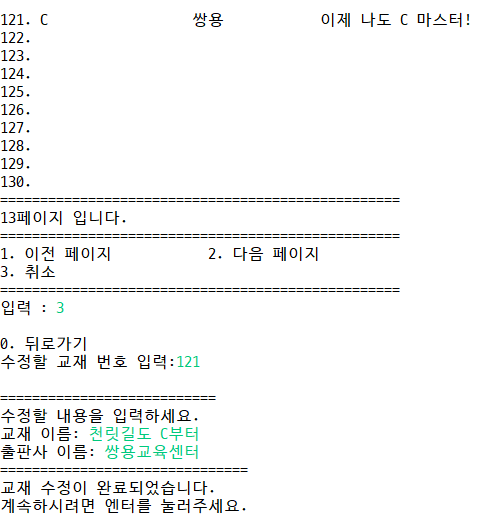 121. C 쌍용 이제 나도 C 마스터!
122.
123.
124.
125.
126.
127.
128.
129.
130.
==================================================
13페이지 입니다.
==================================================
1. 이전 페이지 2. 다음 페이지
3. 취소
==================================================
입력 : 3
0. 뒤로가기
수정할 교재 번호 입력:121
===========================
수정할 내용을 입력하세요.
교재 이름: 천릿길도 C부터
출판사 이름: 쌍용교육센터
===============================
교재 수정이 완료되었습니다.
계속하시려면 엔터를 눌러주세요.